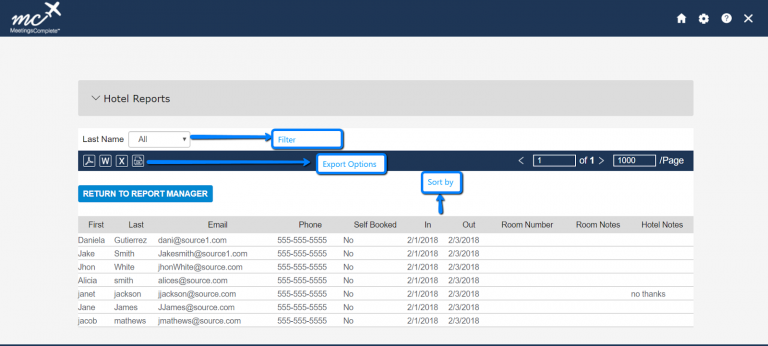 mc
MeetingsComplete™
Hotel Reports
Last Name All Filter
W X Export Options < 1 of 1 > 1000 /Page
Sort by
RETURN TO REPORT MANAGER
First Last Email Phone Self Booked In Out Room Number Room Notes Hotel Notes
Daniela Gutierrez dani@source1.com 555-555-5555 No 2/1/2018 2/3/2018
Jake Smith Jakesmith@source1.com 555-555-5555 No 2/1/2018 2/3/2018
Jhon White jhonWhite@source.com 555-555-5555 No 2/1/2018 2/3/2018
Alicia smith alices@source.com 555-555-5555 No 2/1/2018 2/3/2018
janet jackson jjackson@source.com 555-555-5555 No 2/1/2018 2/3/2018 no thanks
Jane James JJames@source.com 555-555-5555 No 2/1/2018 2/3/2018
jacob mathews jmathews@source.com 555-555-5555 No 2/1/2018 2/3/2018